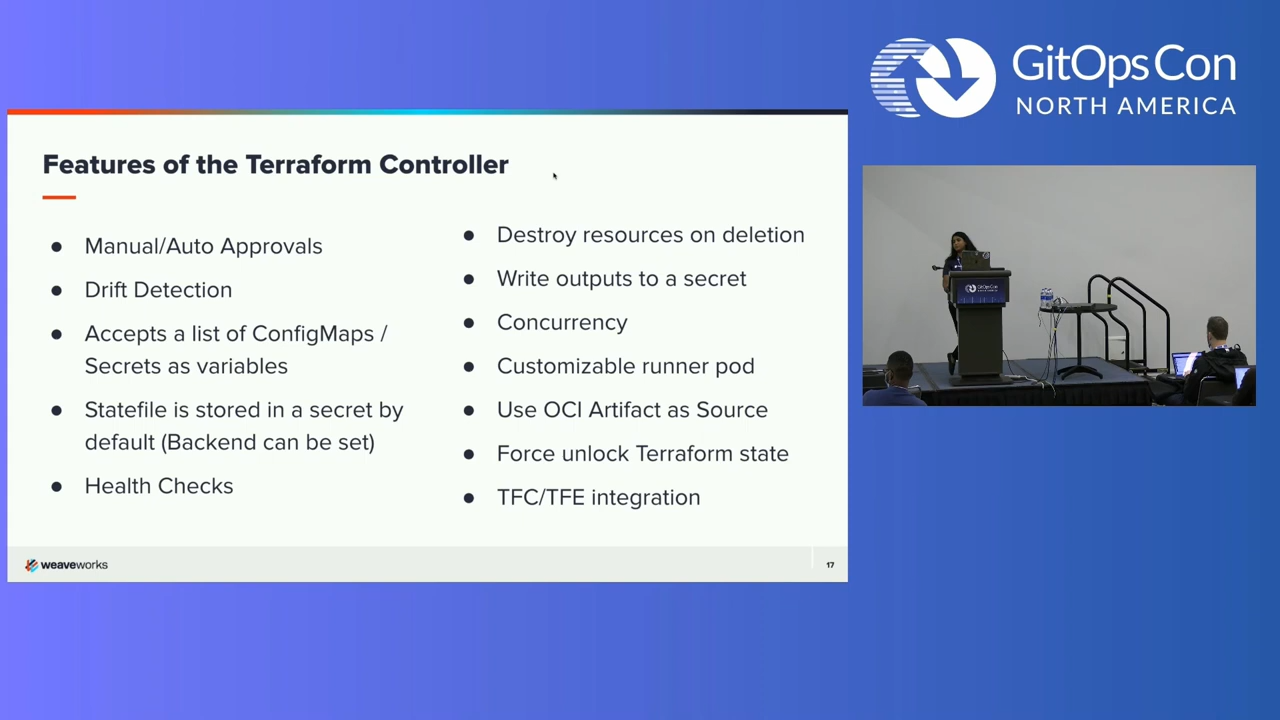 GitOpsCon
NORTH AMERICA
Features of the Terraform Controller
● Manual/Auto Approvals
● Drift Detection
● Accepts a list of ConfigMaps /
Secrets as variables
● Statefile is stored in a secret by
default (Backend can be set)
● Health Checks
● Destroy resources on deletion
● Write outputs to a secret
● Concurrency
● Customizable runner pod
● Use OCI Artifact as Source
● Force unlock Terraform state
● TFC/TFE integration
weaveworks
17
GitOpsCon